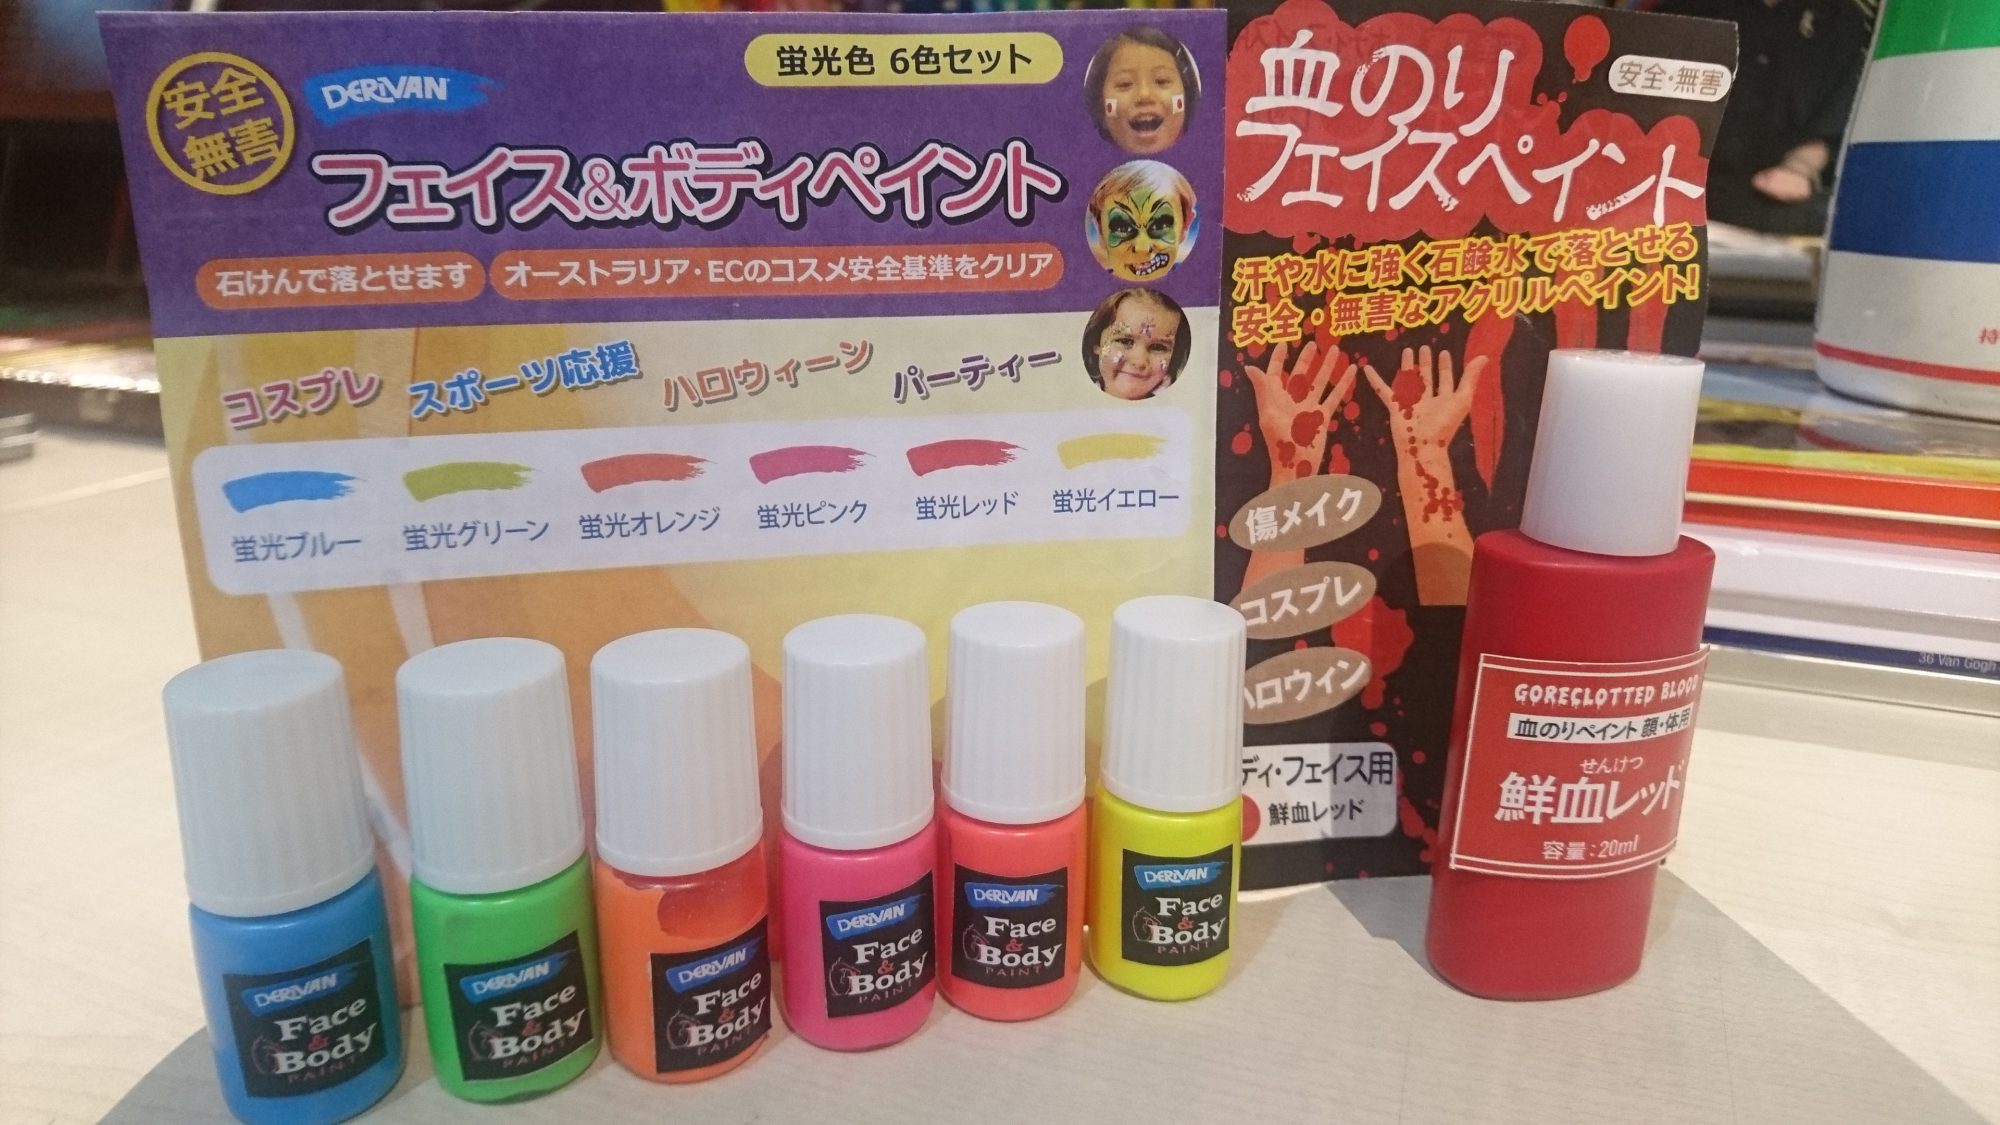 安全
無害
DERIVAN
蛍光色 6色セット
フェイス&ボディペイント
石けんで落とせます
オーストラリア・ECのコスメ安全基準をクリア
コスプレ
スポーツ応援
ハロウィーン
パーティー
蛍光ブルー
蛍光グリーン
蛍光オレンジ
蛍光ピンク
蛍光レッド
蛍光イエロー
血のり
フェイスペイント
安全・無害
汗や水に強く石鹸水で落とせる
安全・無害なアクリルペイント!
傷メイク
コスプレ
ハロウィン
ディ・フェイス用
鮮血レッド
DERIVAN
Face
&
Body
PAINT
DERIVAN
Face
&
Body
PAINT
DERIVAN
Face
&
Body
PAINT
DERIVAN
Face
&
Body
PAINT
DERIVAN
Face
&
Body
PAINT
DERIVAN
Face
&
Body
PAINT
GORECLOTTED BLOOD
血のりペイント 顔・体用
せんけつ
鮮血レッド
容量:20ml
特
36 Van Gogh